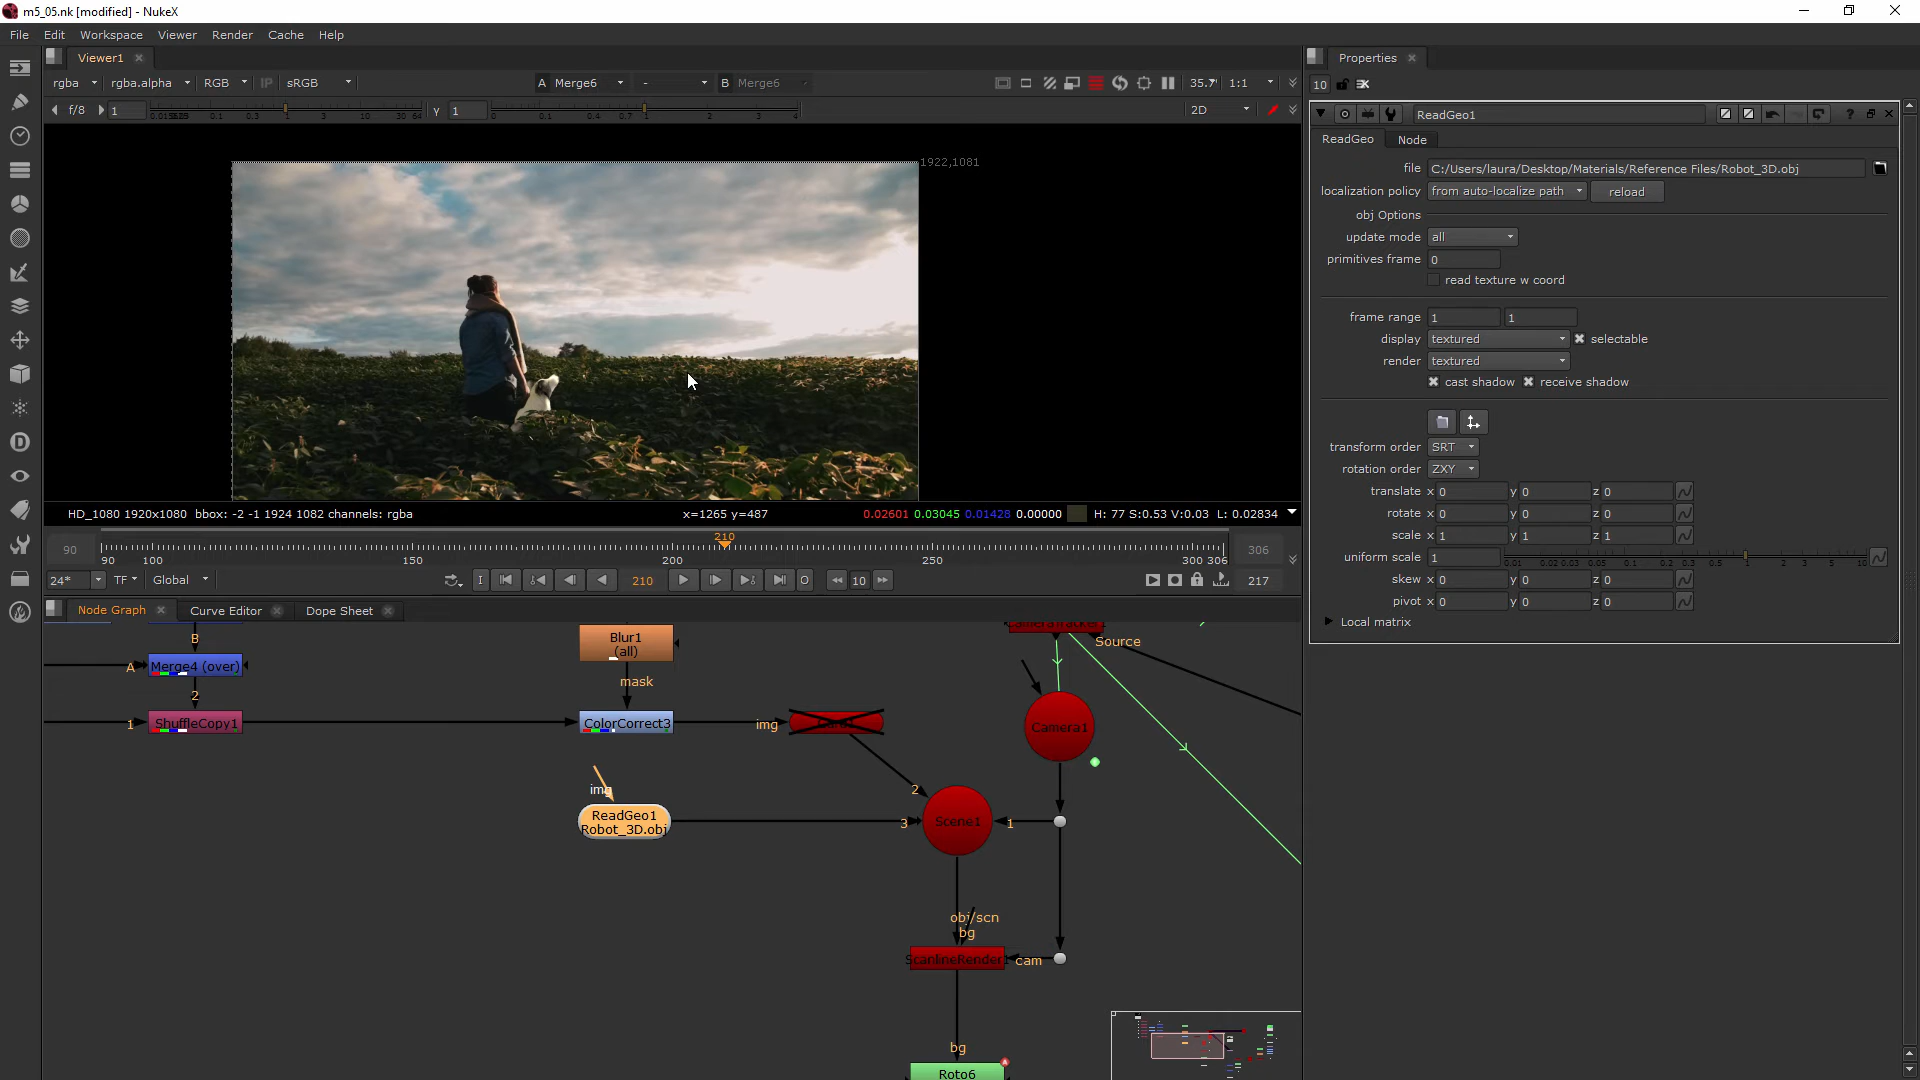 m5_05.nk [modified] - NukeX
File Edit Workspace Viewer Render Cache Help
Viewer1
rgba rgba.alpha RGB IP sRGB A Merge6 - B Merge6 35.7 1:1
f/8 1 Y 1 2D
1922,1081
HD_1080 1920x1080 bbox: -2 -1 1924 1082 channels: rgba x=1265 y=487 0.02601 0.03045 0.01428 0.00000 H: 77 S:0.53 V:0.03 L: 0.02834
210
90 306
90 100 150 200 250 300 306
24* TF Global I 210 O 10 217
Node Graph Curve Editor Dope Sheet
B
A Merge4 (over)
2
1 ShuffleCopy1
Blur1
(all)
mask
ColorCorrect3
img
Source
Camera1
2
img
ReadGeo1
Robot_3D.obj
3 Scene1 1
obj/scn
bg
ScanlineRender1 cam
bg
Roto6
Properties
10
ReadGeo1
ReadGeo Node
file C:/Users/laura/Desktop/Materials/Reference Files/Robot_3D.obj
localization policy from auto-localize path reload
obj Options
update mode all
primitives frame 0
read texture w coord
frame range 1 1
display textured selectable
render textured
cast shadow receive shadow
transform order SRT
rotation order ZXY
translate x 0 y 0 z 0
rotate x 0 y 0 z 0
scale x 1 y 1 z 1
uniform scale 1
skew x 0 y 0 z 0
pivot x 0 y 0 z 0
Local matrix